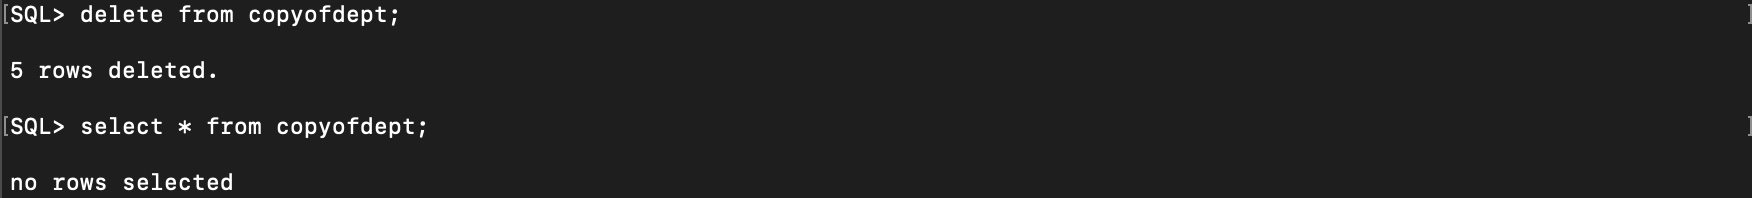 [SQL> delete from copyofdept; ]
5 rows deleted.
[SQL> select * from copyofdept; ]
no rows selected